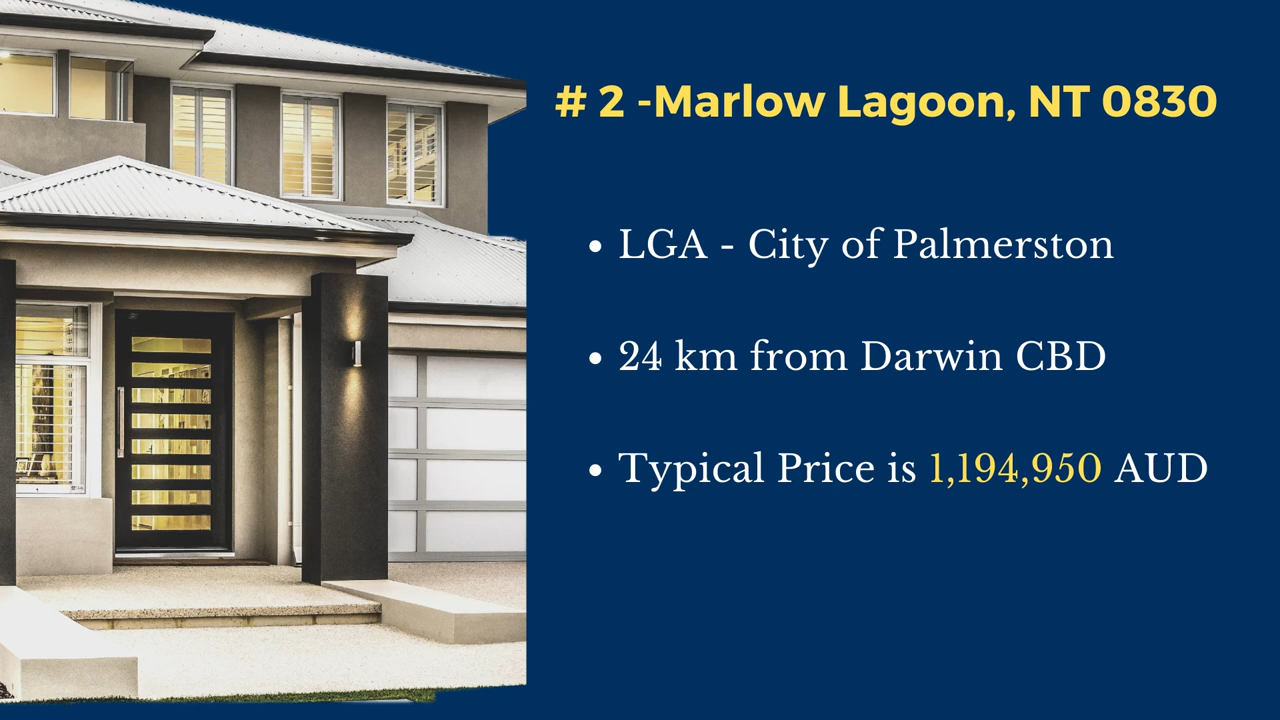 # 2 -Marlow Lagoon, NT 0830
• LGA - City of Palmerston
• 24 km from Darwin CBD
• Typical Price is 1,194,950 AUD